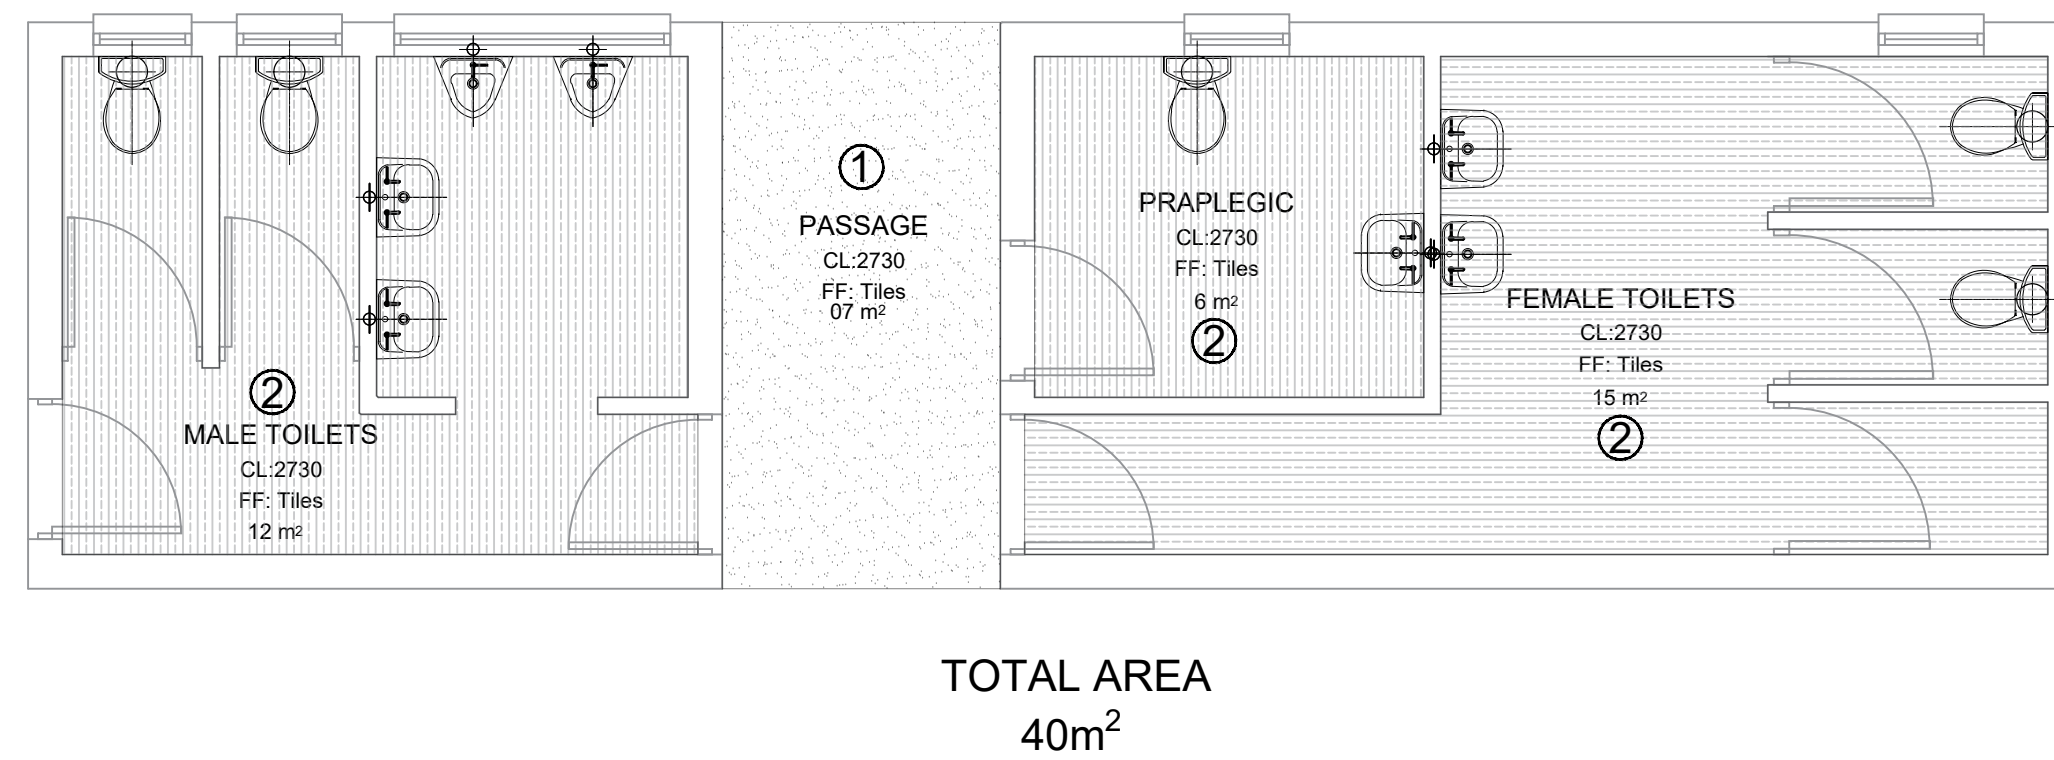 ②
MALE TOILETS
CL:2730
FF: Tiles
12 m²
①
PASSAGE
CL:2730
FF: Tiles
07 m²
PRAPLEGIC
CL:2730
FF: Tiles
6 m²
②
FEMALE TOILETS
CL:2730
FF: Tiles
15 m²
②
TOTAL AREA
40m²